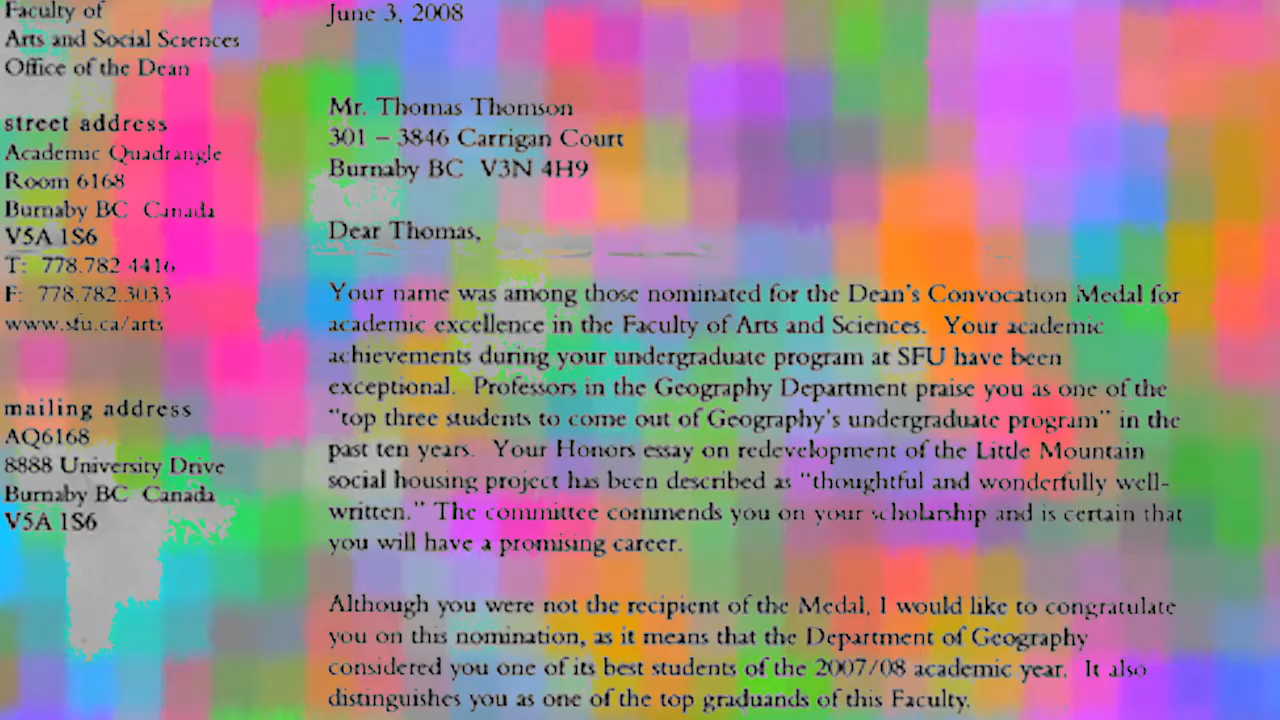 Faculty of
Arts and Social Sciences
Office of the Dean
street address
Academic Quadrangle
Room 6168
Burnaby BC Canada
V5A 1S6
T: 778.782.4416
F: 778.782.3033
www.sfu.ca/arts
mailing address
AQ6168
8888 University Drive
Burnaby BC Canada
V5A 1S6
June 3, 2008
Mr. Thomas Thomson
301 – 3846 Carrigan Court
Burnaby BC V3N 4H9
Dear Thomas,
Your name was among those nominated for the Dean's Convocation Medal for
academic excellence in the Faculty of Arts and Sciences. Your academic
achievements during your undergraduate program at SFU have been
exceptional. Professors in the Geography Department praise you as one of the
"top three students to come out of Geography's undergraduate program" in the
past ten years. Your Honors essay on redevelopment of the Little Mountain
social housing project has been described as "thoughtful and wonderfully well-
written." The committee commends you on your scholarship and is certain that
you will have a promising career.
Although you were not the recipient of the Medal, I would like to congratulate
you on this nomination, as it means that the Department of Geography
considered you one of its best students of the 2007/08 academic year. It also
distinguishes you as one of the top graduands of this Faculty.